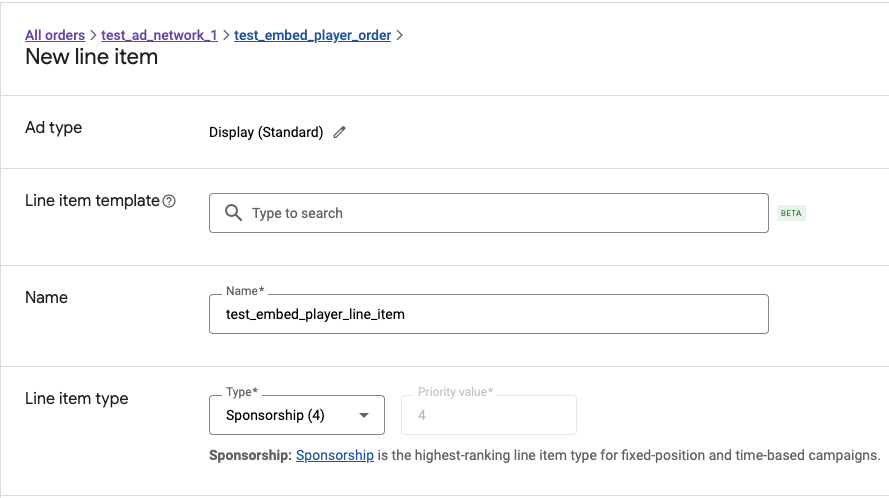 All orders > test_ad_network_1 > test_embed_player_order >
New line item
Ad type
Display (Standard)
Line item template
Type to search
BETA
Name
Name*
test_embed_player_line_item
Line item type
Type*
Sponsorship (4)
Priority value*
4
Sponsorship: Sponsorship is the highest-ranking line item type for fixed-position and time-based campaigns.